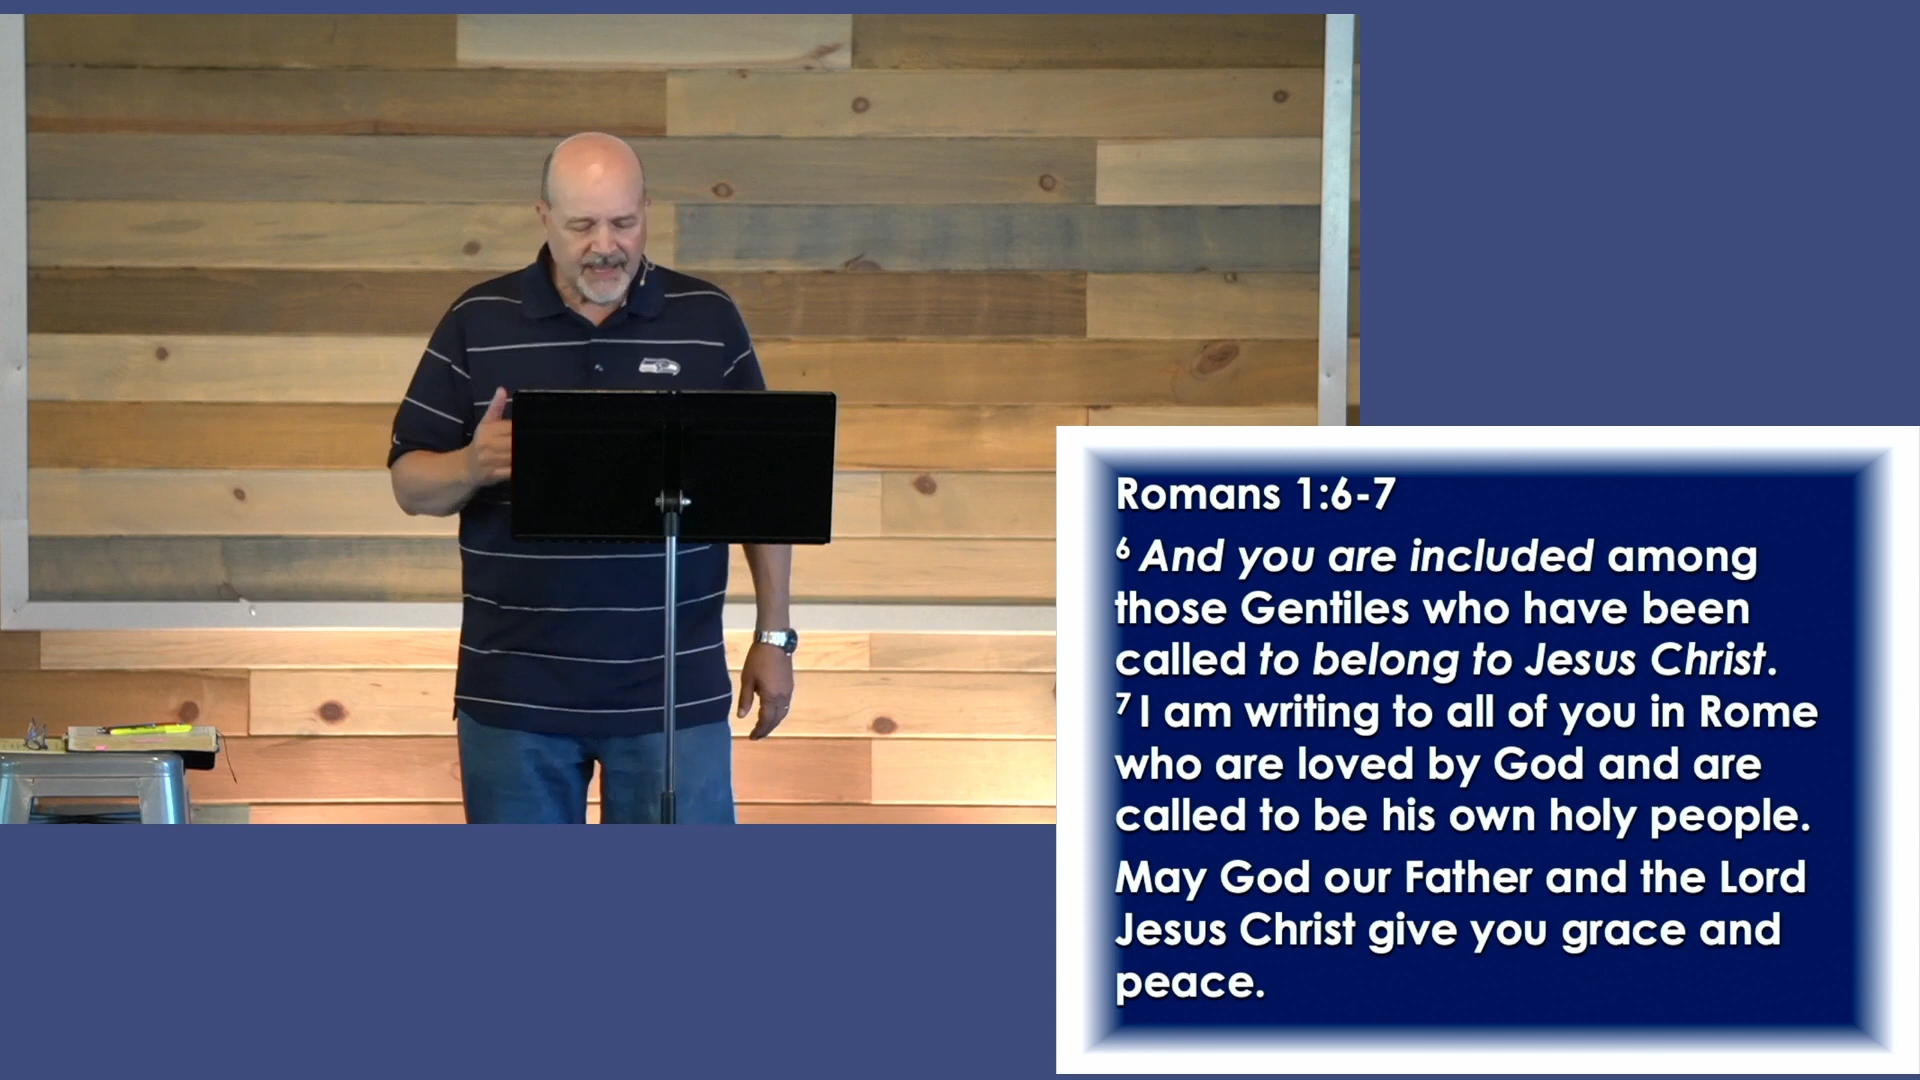 Romans 1:6-7
6 And you are included among
those Gentiles who have been
called to belong to Jesus Christ.
7 I am writing to all of you in Rome
who are loved by God and are
called to be his own holy people.
May God our Father and the Lord
Jesus Christ give you grace and
peace.